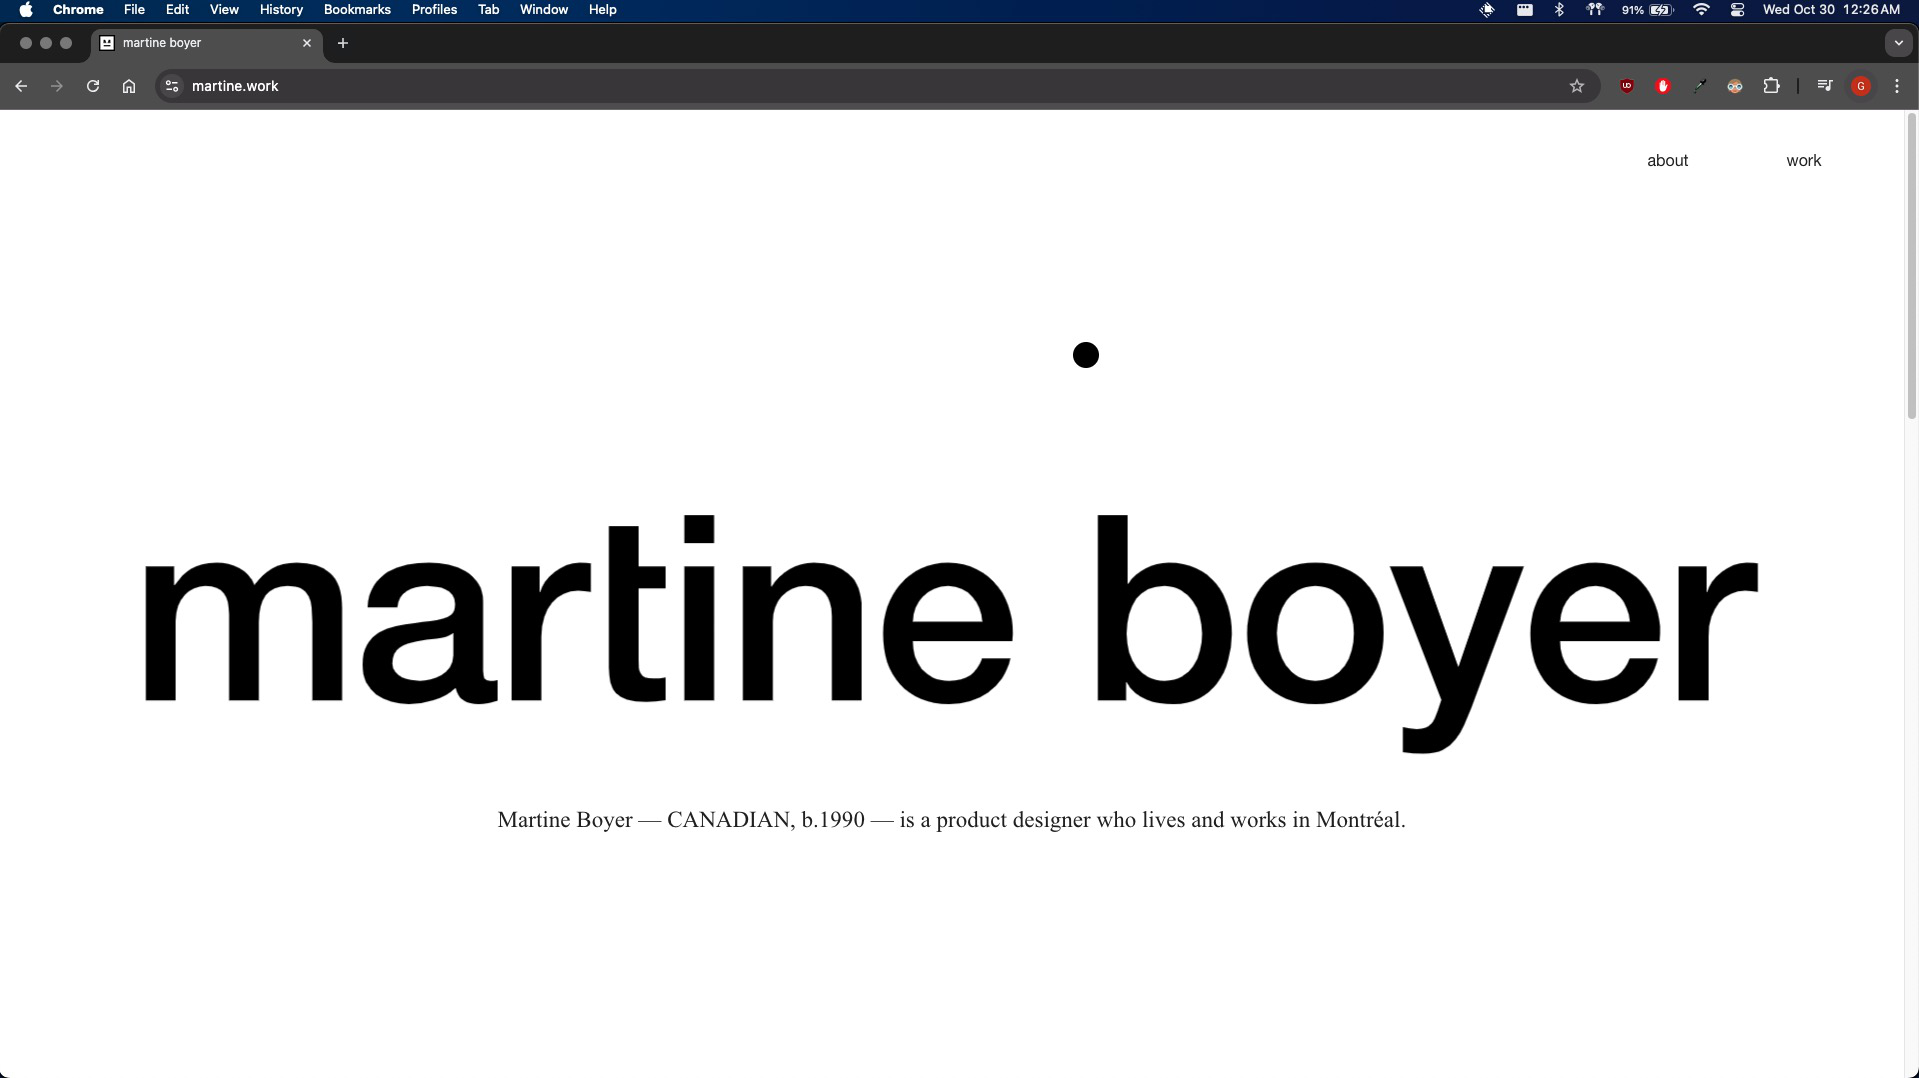 Chrome File Edit View History Bookmarks Profiles Tab Window Help 91% Wed Oct 30 12:26 AM
martine boyer
martine.work G
about work
martine boyer
Martine Boyer — CANADIAN, b.1990 — is a product designer who lives and works in Montréal.